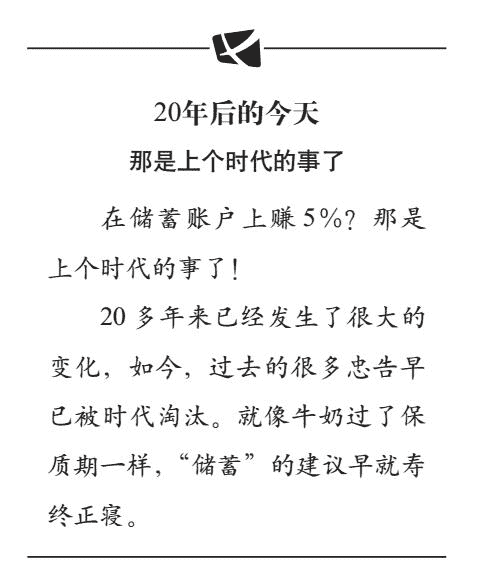 20年后的今天
那是上个时代的事了
在储蓄账户上赚5%？那是
上个时代的事了！
20多年来已经发生了很大的
变化，如今，过去的很多忠告早
已被时代淘汰。就像牛奶过了保
质期一样，“储蓄”的建议早就寿
终正寝。